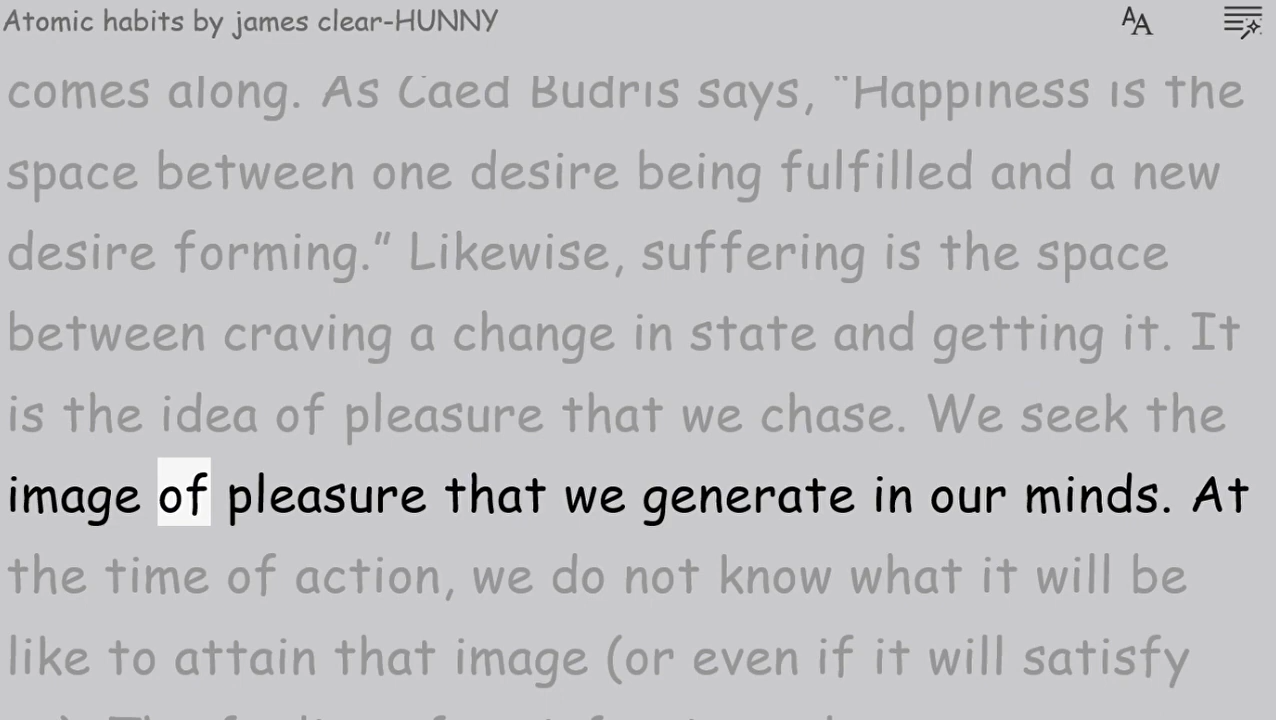 Atomic habits by james clear-HUNNY
comes along. As Caed Budris says, “Happiness is the
space between one desire being fulfilled and a new
desire forming.” Likewise, suffering is the space
between craving a change in state and getting it. It
is the idea of pleasure that we chase. We seek the
image of pleasure that we generate in our minds. At
the time of action, we do not know what it will be
like to attain that image (or even if it will satisfy